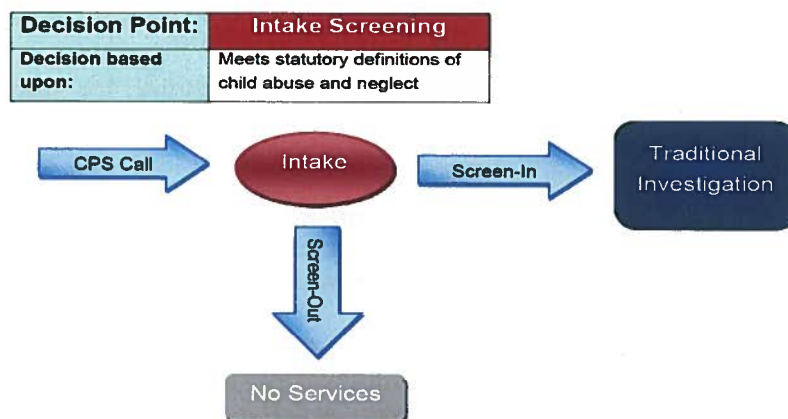 Decision Point: Intake Screening
Decision based upon: Meets statutory definitions of child abuse and neglect
CPS Call
Intake
Screen-In
Traditional
Investigation
Screen-Out
No Services